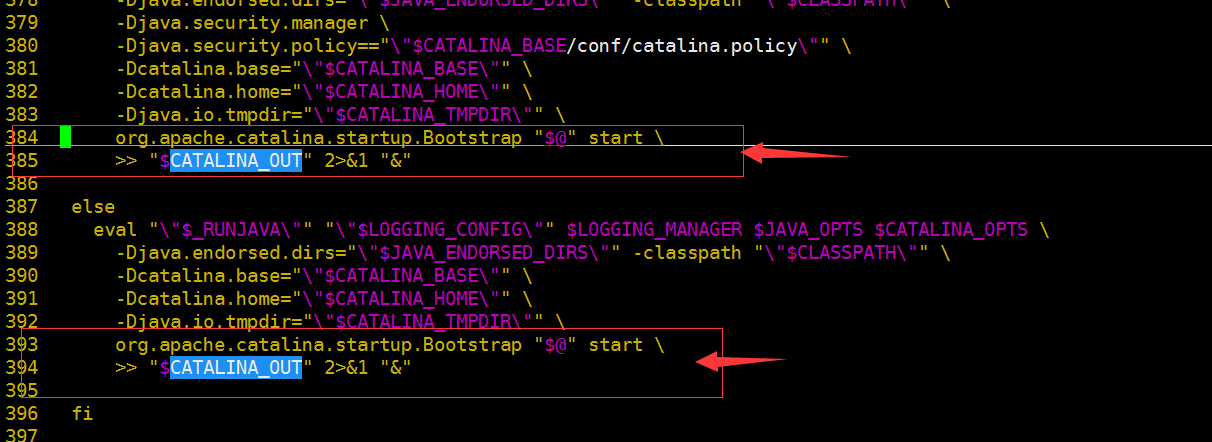 378       -Djava.endorsed.dirs="\"$JAVA_ENDORSED_DIRS\"" -classpath "\"$CLASSPATH\"" \
379       -Djava.security.manager \
380       -Djava.security.policy=="\"$CATALINA_BASE/conf/catalina.policy\"" \
381       -Dcatalina.base="\"$CATALINA_BASE\"" \
382       -Dcatalina.home="\"$CATALINA_HOME\"" \
383       -Djava.io.tmpdir="\"$CATALINA_TMPDIR\"" \
384       org.apache.catalina.startup.Bootstrap "$@" start \
385       >> "$CATALINA_OUT" 2>&1 "&"
386
387   else
388     eval "\"$_RUNJAVA\"" "\"$LOGGING_CONFIG\"" $LOGGING_MANAGER $JAVA_OPTS $CATALINA_OPTS \
389       -Djava.endorsed.dirs="\"$JAVA_ENDORSED_DIRS\"" -classpath "\"$CLASSPATH\"" \
390       -Dcatalina.base="\"$CATALINA_BASE\"" \
391       -Dcatalina.home="\"$CATALINA_HOME\"" \
392       -Djava.io.tmpdir="\"$CATALINA_TMPDIR\"" \
393       org.apache.catalina.startup.Bootstrap "$@" start \
394       >> "$CATALINA_OUT" 2>&1 "&"
395
396   fi
397